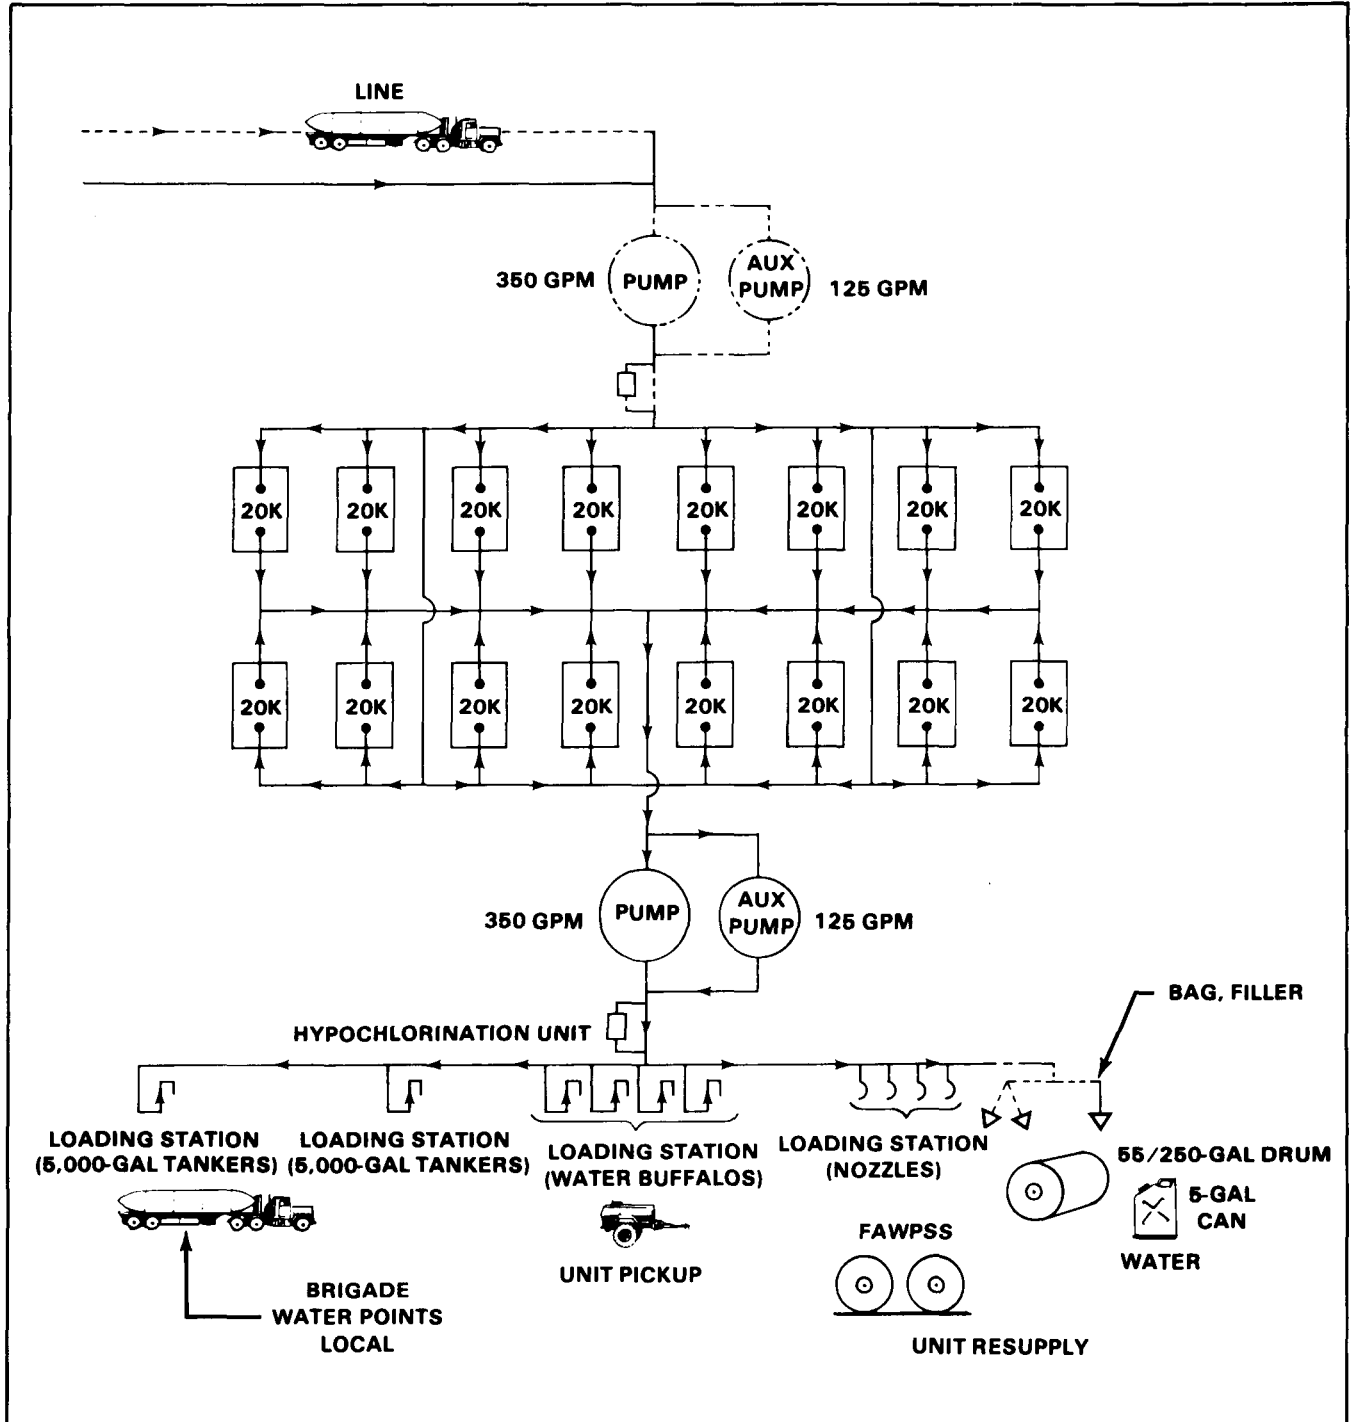 LINE
350 GPM
PUMP
AUX
PUMP
125 GPM
20K 20K 20K 20K 20K 20K 20K 20K
20K 20K 20K 20K 20K 20K 20K 20K
350 GPM
PUMP
AUX
PUMP
125 GPM
BAG, FILLER
HYPOCHLORINATION UNIT
LOADING STATION
(5,000-GAL TANKERS)
LOADING STATION
(5,000-GAL TANKERS)
LOADING STATION
(WATER BUFFALOS)
LOADING STATION
(NOZZLES)
55/250-GAL DRUM
5-GAL
CAN
WATER
FAWPSS
UNIT PICKUP
BRIGADE
WATER POINTS
LOCAL
UNIT RESUPPLY